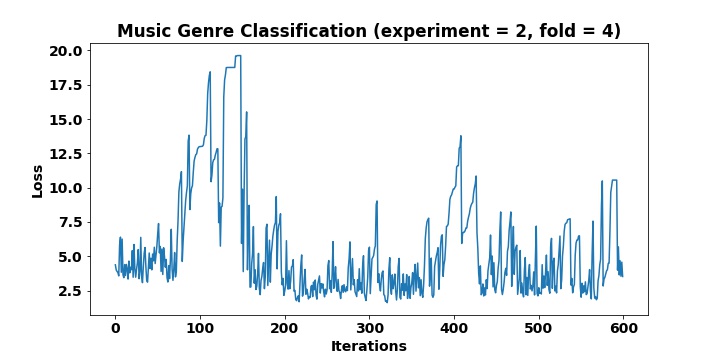 Music Genre Classification (experiment = 2, fold = 4)
20.0
17.5
15.0
12.5
10.0
7.5
5.0
2.5
Loss
0 100 200 300 400 500 600
Iterations